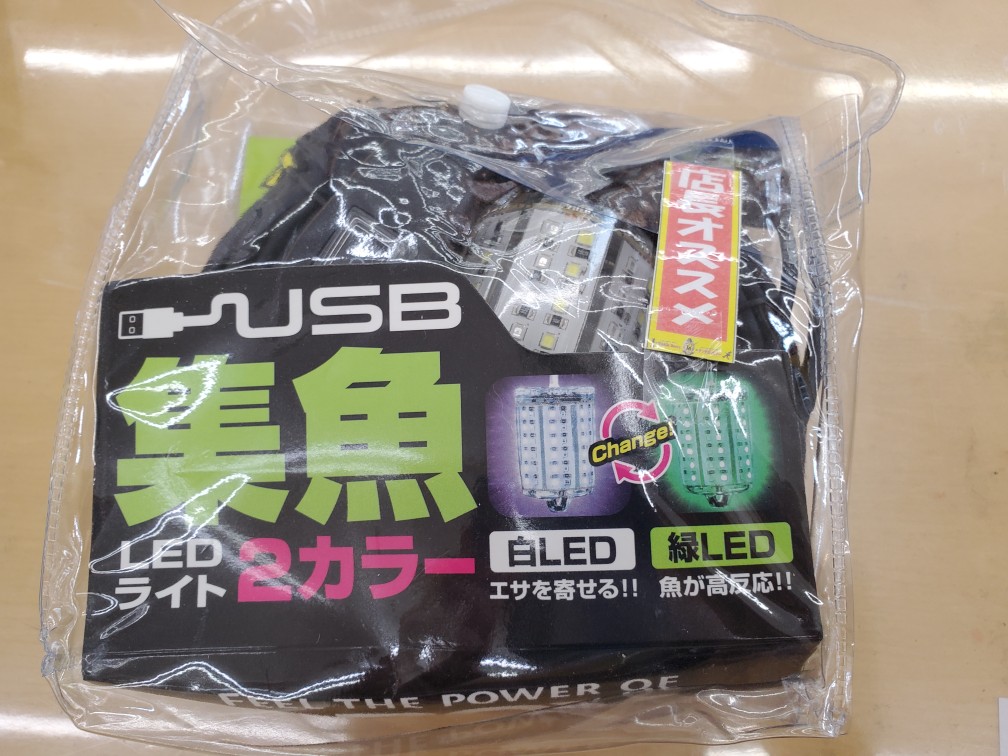 店長オススメ
USB
集魚
LED
ライト
2カラー
Change!
白LED
緑LED
エサを寄せる!!
魚が高反応!!
FEEL THE POWER OF